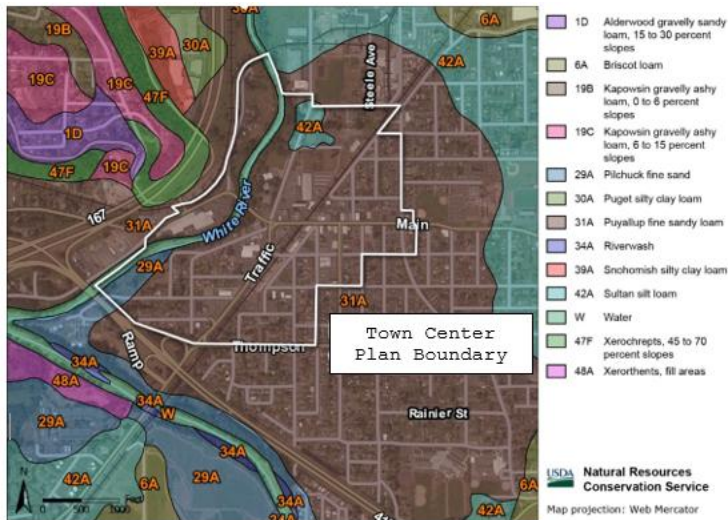 39A
30A
6A
19B
39A
30A
Steele Ave
42A
19C
19C
47F
1D
42A
19C
47F
167
31A
White River
Main
29A
Traffic
31A
Town Center
Plan Boundary
Ramp
Thompson
34A
48A
34A
Rainier St
W
29A
34A
29A
42A
6A
34A
42A
6A
N
0 500 1000
Feet
1D Alderwood gravelly sandy
loam, 15 to 30 percent
slopes
6A Briscot loam
19B Kapowsin gravelly ashy
loam, 0 to 6 percent
slopes
19C Kapowsin gravelly ashy
loam, 6 to 15 percent
slopes
29A Pilchuck fine sand
30A Puget silty clay loam
31A Puyallup fine sandy loam
34A Riverwash
39A Snohomish silty clay loam
42A Sultan silt loam
W Water
47F Xerochrepts, 45 to 70
percent slopes
48A Xerorthents, fill areas
USDA Natural Resources
Conservation Service
Map projection: Web Mercator